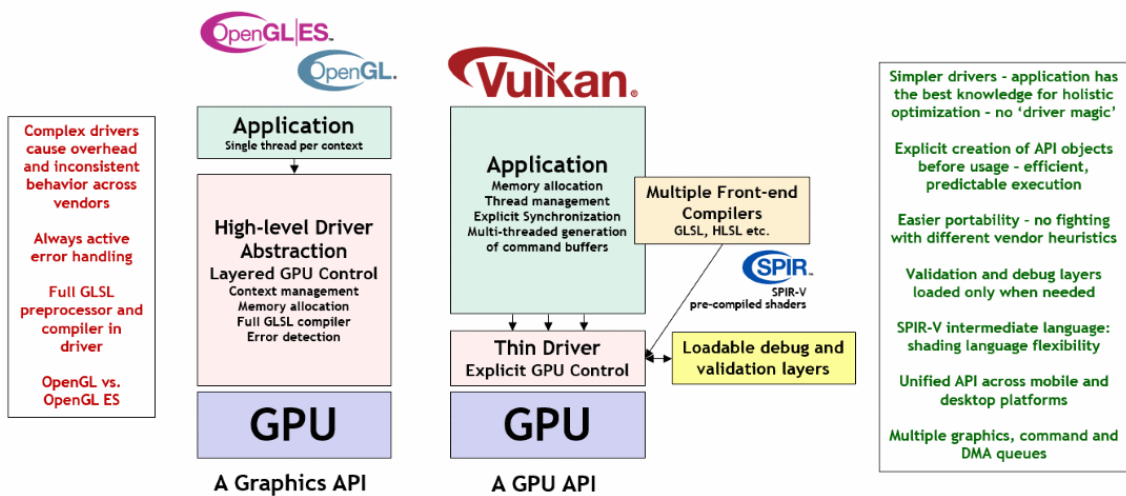 OpenGL|ES™
OpenGL®
Vulkan®
Complex drivers
cause overhead
and inconsistent
behavior across
vendors
Always active
error handling
Full GLSL
preprocessor and
compiler in
driver
OpenGL vs.
OpenGL ES
Application
Single thread per context
High-level Driver
Abstraction
Layered GPU Control
Context management
Memory allocation
Full GLSL compiler
Error detection
GPU
A Graphics API
Application
Memory allocation
Thread management
Explicit Synchronization
Multi-threaded generation
of command buffers
Multiple Front-end
Compilers
GLSL, HLSL etc.
SPIR™
SPIR-V
pre-compiled shaders
Thin Driver
Explicit GPU Control
Loadable debug and
validation layers
GPU
A GPU API
Simpler drivers - application has
the best knowledge for holistic
optimization – no ‘driver magic’
Explicit creation of API objects
before usage – efficient,
predictable execution
Easier portability – no fighting
with different vendor heuristics
Validation and debug layers
loaded only when needed
SPIR-V intermediate language:
shading language flexibility
Unified API across mobile and
desktop platforms
Multiple graphics, command and
DMA queues